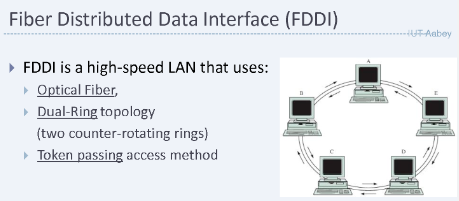 Fiber Distributed Data Interface (FDDI)
IUT-Aabey
FDDI is a high-speed LAN that uses:
Optical Fiber,
Dual-Ring topology
(two counter-rotating rings)
Token passing access method
A
B
E
C
D